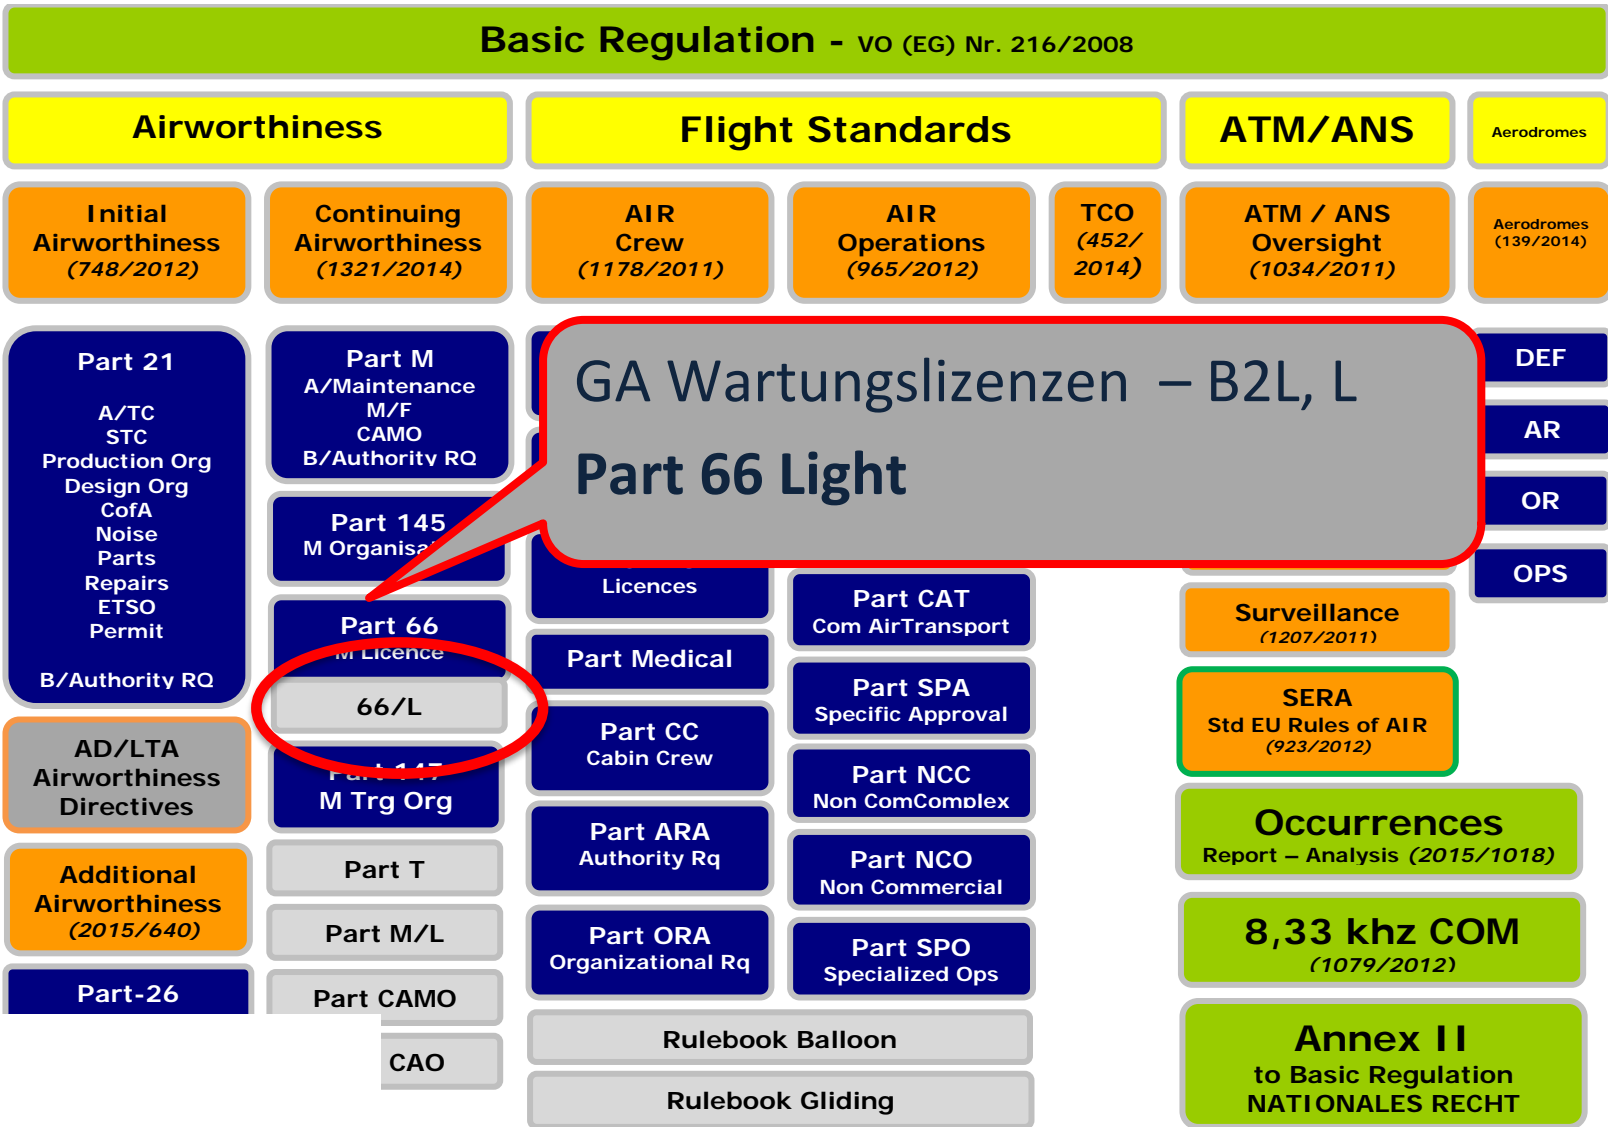 Basic Regulation - VO (EG) Nr. 216/2008
Airworthiness
Flight Standards
ATM/ANS
Aerodromes
Initial
Airworthiness
(748/2012)
Continuing
Airworthiness
(1321/2014)
AIR
Crew
(1178/2011)
AIR
Operations
(965/2012)
TCO
(452/
2014)
ATM / ANS
Oversight
(1034/2011)
Aerodromes
(139/2014)
Part 21
A/TC
STC
Production Org
Design Org
CofA
Noise
Parts
Repairs
ETSO
Permit
B/Authority RQ
AD/LTA
Airworthiness
Directives
Additional
Airworthiness
(2015/640)
Part-26
Part M
A/Maintenance
M/F
CAMO
B/Authority RQ
Part 145
M Organisa
Part 66
M Licence
66/L
Part 147
M Trg Org
Part T
Part M/L
Part CAMO
CAO
GA Wartungslizenzen – B2L, L
Part 66 Light
Licences
Part Medical
Part CC
Cabin Crew
Part ARA
Authority Rq
Part ORA
Organizational Rq
Part CAT
Com AirTransport
Part SPA
Specific Approval
Part NCC
Non ComComplex
Part NCO
Non Commercial
Part SPO
Specialized Ops
Rulebook Balloon
Rulebook Gliding
Surveillance
(1207/2011)
SERA
Std EU Rules of AIR
(923/2012)
Occurrences
Report – Analysis (2015/1018)
8,33 khz COM
(1079/2012)
Annex II
to Basic Regulation
NATIONALES RECHT
DEF
AR
OR
OPS